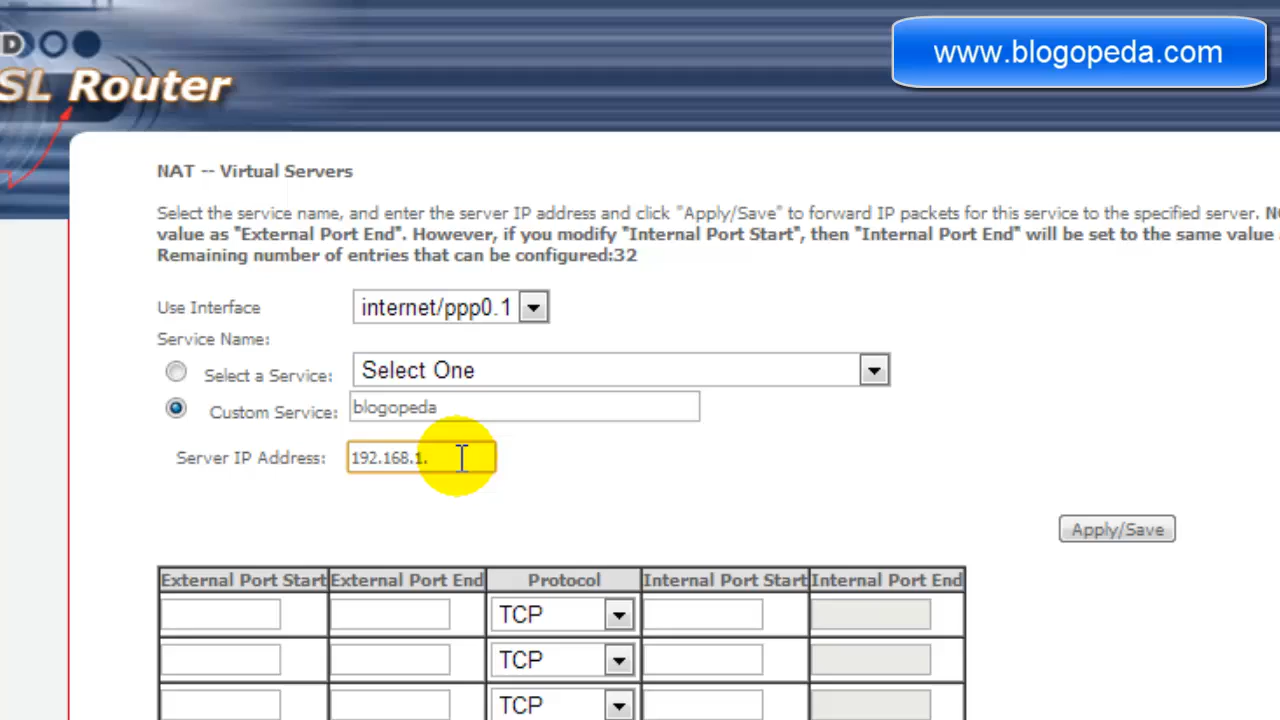 www.blogopeda.com
D
SL Router
NAT -- Virtual Servers
Select the service name, and enter the server IP address and click "Apply/Save" to forward IP packets for this service to the specified server.
value as "External Port End". However, if you modify "Internal Port Start", then "Internal Port End" will be set to the same value
Remaining number of entries that can be configured:32
Use Interface internet/ppp0.1
Service Name:
Select a Service: Select One
Custom Service: blogopeda
Server IP Address: 192.168.1.
Apply/Save
External Port Start External Port End Protocol Internal Port Start Internal Port End
TCP
TCP
TCP